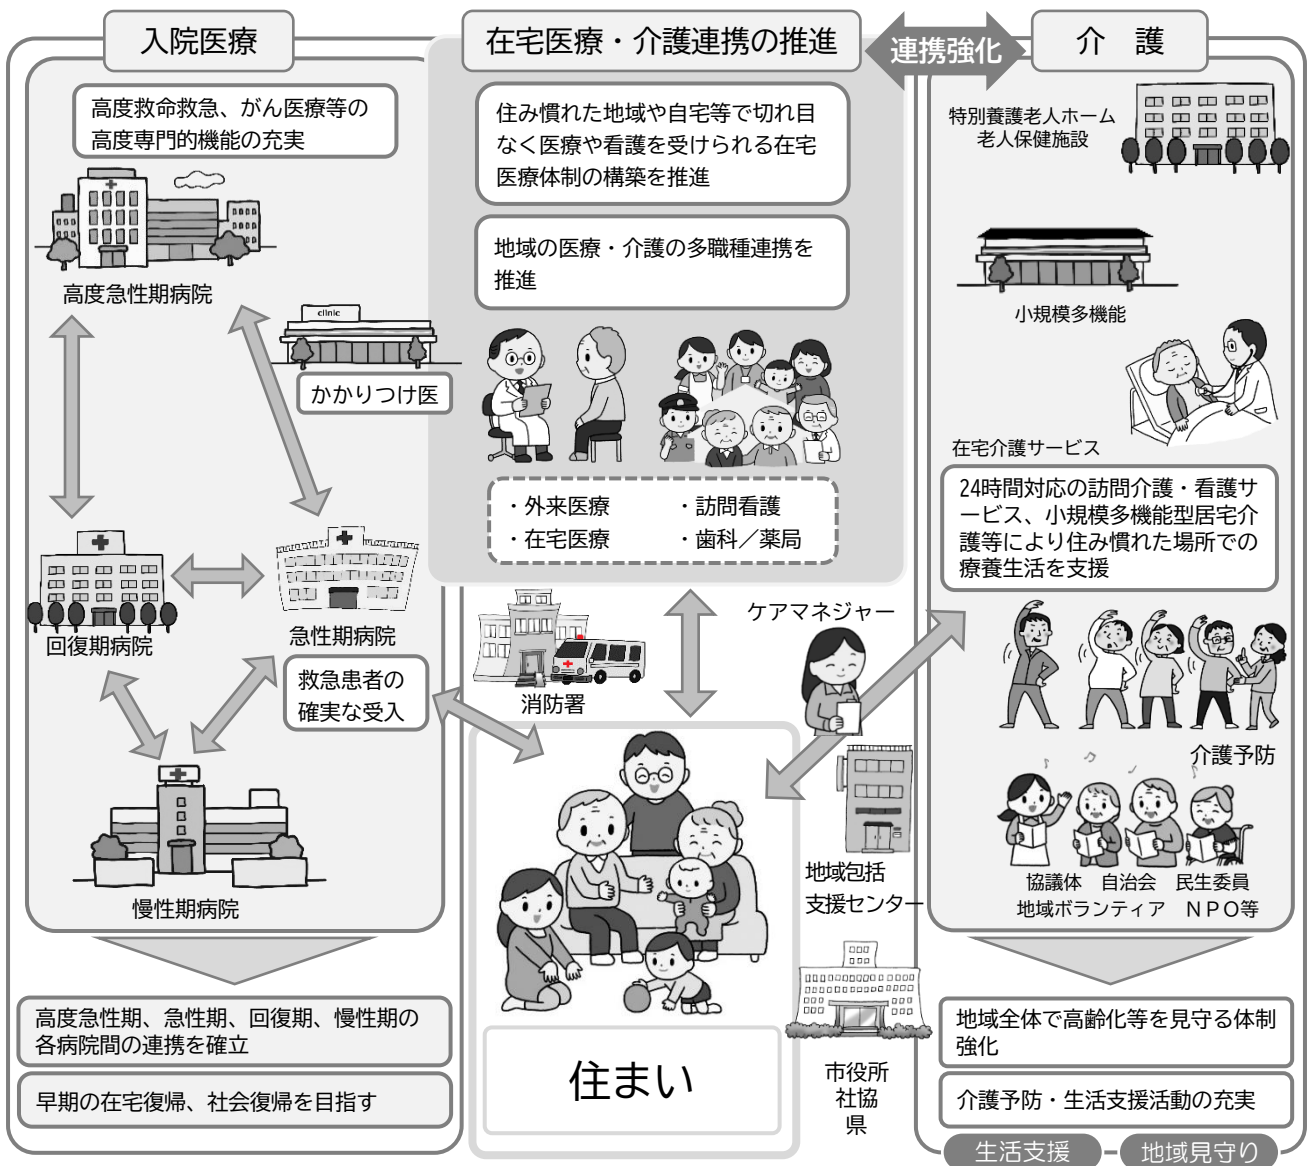 入院医療
高度救命救急、がん医療等の
高度専門的機能の充実
高度急性期病院
clinic
かかりつけ医
回復期病院
急性期病院
救急患者の
確実な受入
慢性期病院
高度急性期、急性期、回復期、慢性期の
各病院間の連携を確立
早期の在宅復帰、社会復帰を目指す
在宅医療・介護連携の推進
住み慣れた地域や自宅等で切れ目
なく医療や看護を受けられる在宅
医療体制の構築を推進
地域の医療・介護の多職種連携を
推進
・外来医療 ・訪問看護
・在宅医療 ・歯科／薬局
消防署
ケアマネジャー
地域包括
支援センター
市役所
社協
県
住まい
連携強化
介 護
特別養護老人ホーム
老人保健施設
小規模多機能
在宅介護サービス
24時間対応の訪問介護・看護サ
ービス、小規模多機能型居宅介
護等により住み慣れた場所での
療養生活を支援
介護予防
協議体 自治会 民生委員
地域ボランティア ＮＰＯ等
地域全体で高齢化等を見守る体制
強化
介護予防・生活支援活動の充実
生活支援 地域見守り